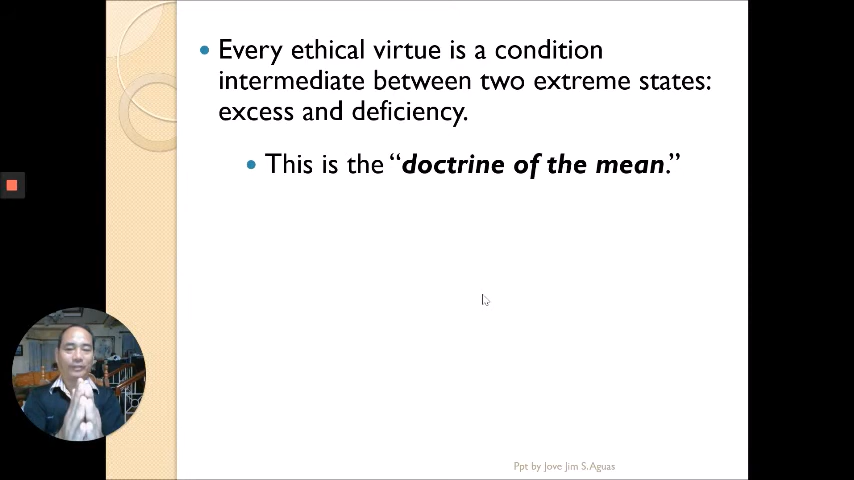 Every ethical virtue is a condition
intermediate between two extreme states:
excess and deficiency.
This is the “doctrine of the mean.”
Ppt by Jove Jim S. Aguas